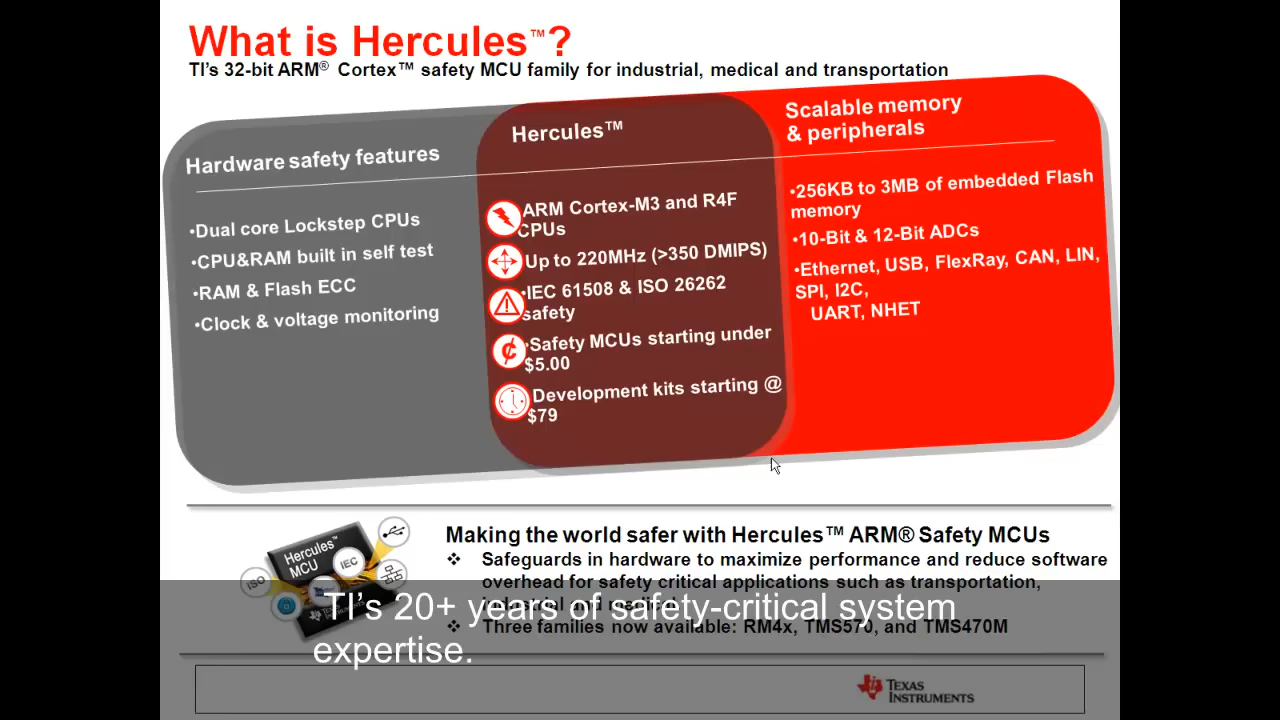 What is Hercules™?
TI's 32-bit ARM® Cortex™ safety MCU family for industrial, medical and transportation
Hardware safety features
•Dual core Lockstep CPUs
•CPU&RAM built in self test
•RAM & Flash ECC
•Clock & voltage monitoring
Hercules™
ARM Cortex-M3 and R4F
CPUs
Up to 220MHz (>350 DMIPS)
•IEC 61508 & ISO 26262
safety
•Safety MCUs starting under
$5.00
Development kits starting @
$79
Scalable memory
& peripherals
•256KB to 3MB of embedded Flash
memory
•10-Bit & 12-Bit ADCs
•Ethernet, USB, FlexRay, CAN, LIN,
SPI, I2C,
UART, NHET
Hercules™
MCU
IEC
ISO
Making the world safer with Hercules™ ARM® Safety MCUs
❖ Safeguards in hardware to maximize performance and reduce software
overhead for safety critical applications such as transportation,
industrial and medical
❖ Three families now available: RM4x, TMS570, and TMS470M
TI's 20+ years of safety-critical system
expertise.
TEXAS
INSTRUMENTS